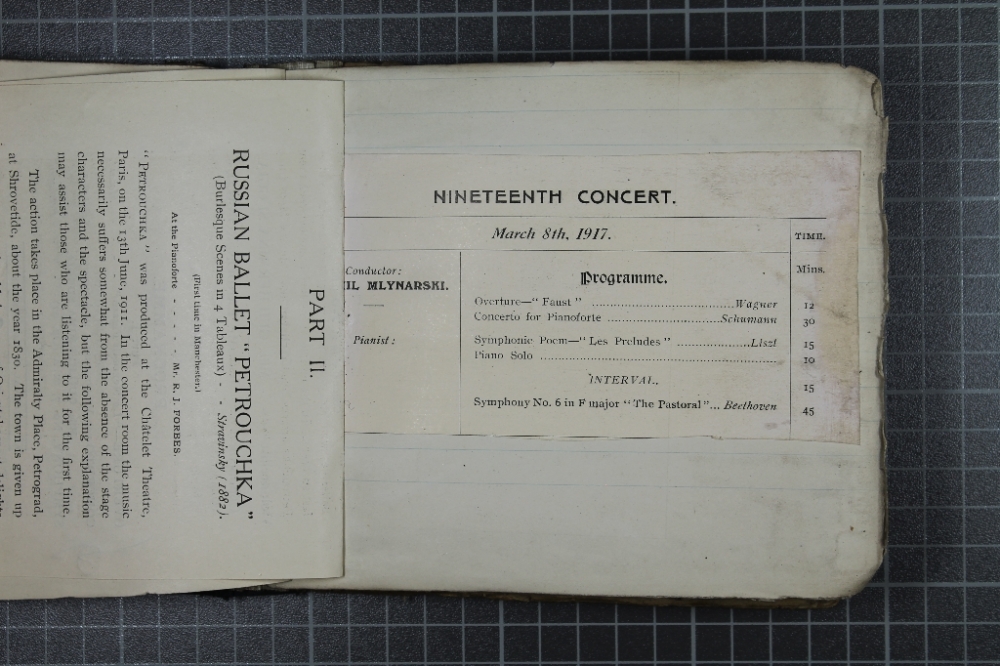 PART II.
RUSSIAN BALLET "PETROUCHKA"
(Burlesque Scenes in 4 Tableaux) - - Stravinsky (1882).
(First time in Manchester.)
At the Pianoforte - - - - - Mr. R. J. FORBES.
"PETROUCHKA" was produced at the Châtelet Theatre,
Paris, on the 13th June, 1911. In the concert room the music
necessarily suffers somewhat from the absence of the stage
characters and the spectacle, but the following explanation
may assist those who are listening to it for the first time.
The action takes place in the Admiralty Place, Petrograd,
at Shrovetide, about the year 1830. The town is given up
NINETEENTH CONCERT.
March 8th, 1917.
TIME.
Conductor:
IL MLYNARSKI.
Pianist:
Programme.
Mins.
Overture—"Faust" ........ Wagner 12
Concerto for Pianoforte ........ Schumann 30
Symphonic Poem—"Les Preludes" ........ Liszt 15
Piano Solo ........ 10
INTERVAL. 15
Symphony No. 6 in F major "The Pastoral"... Beethoven 45